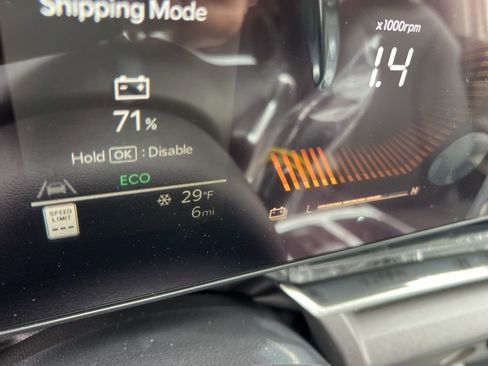 Shipping Mode
x1000rpm
1.4
71%
Hold OK : Disable
ECO
29°F
6mi
SPEED
LIMIT
---
L
H